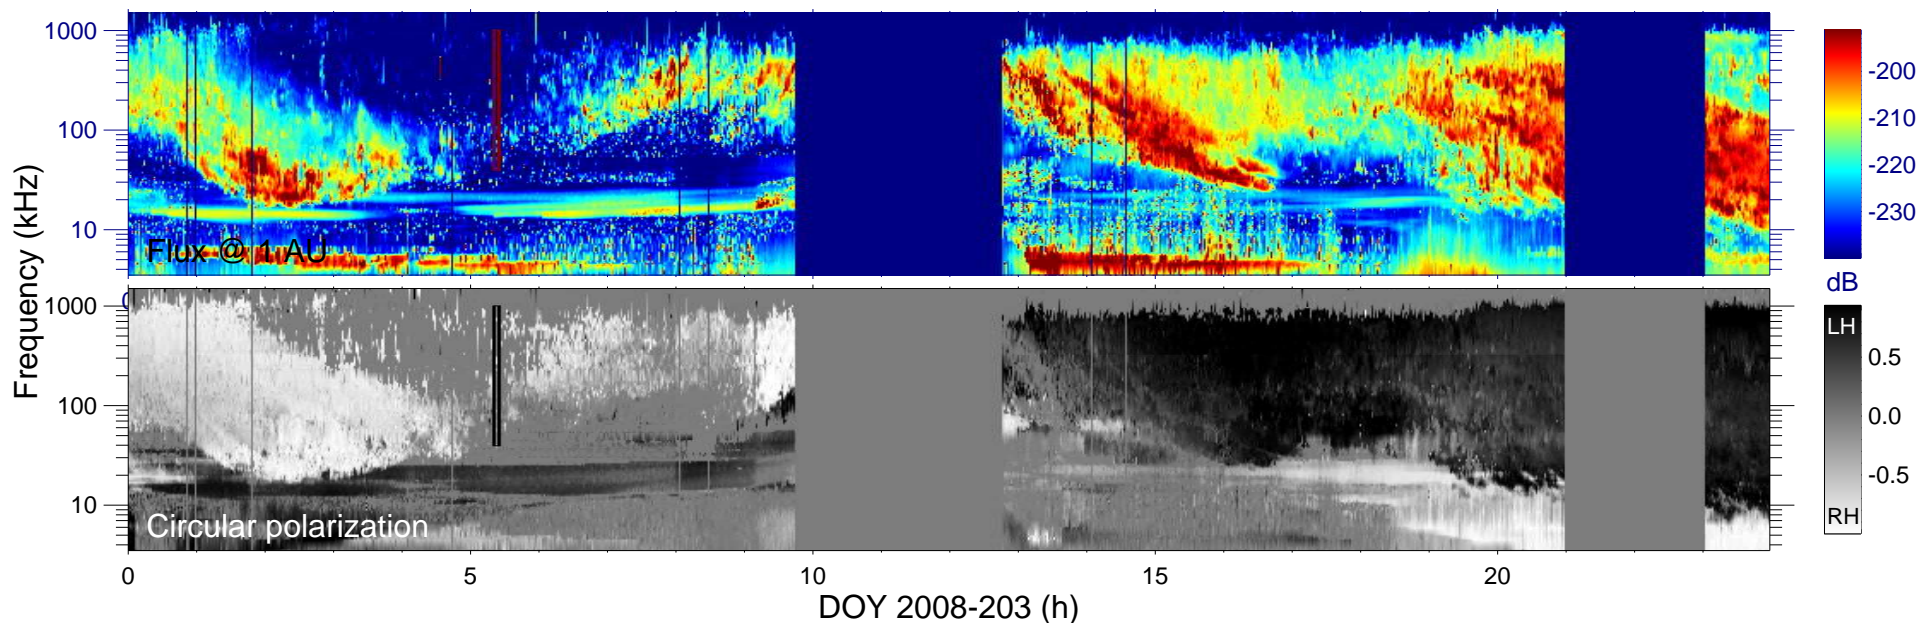 1000
100
10
Frequency (kHz)
Flux @ 1 AU
-200
-210
-220
-230
dB
0
1000
100
10
Circular polarization
LH
0.5
0.0
-0.5
RH
0 5 10 15 20
DOY 2008-203 (h)